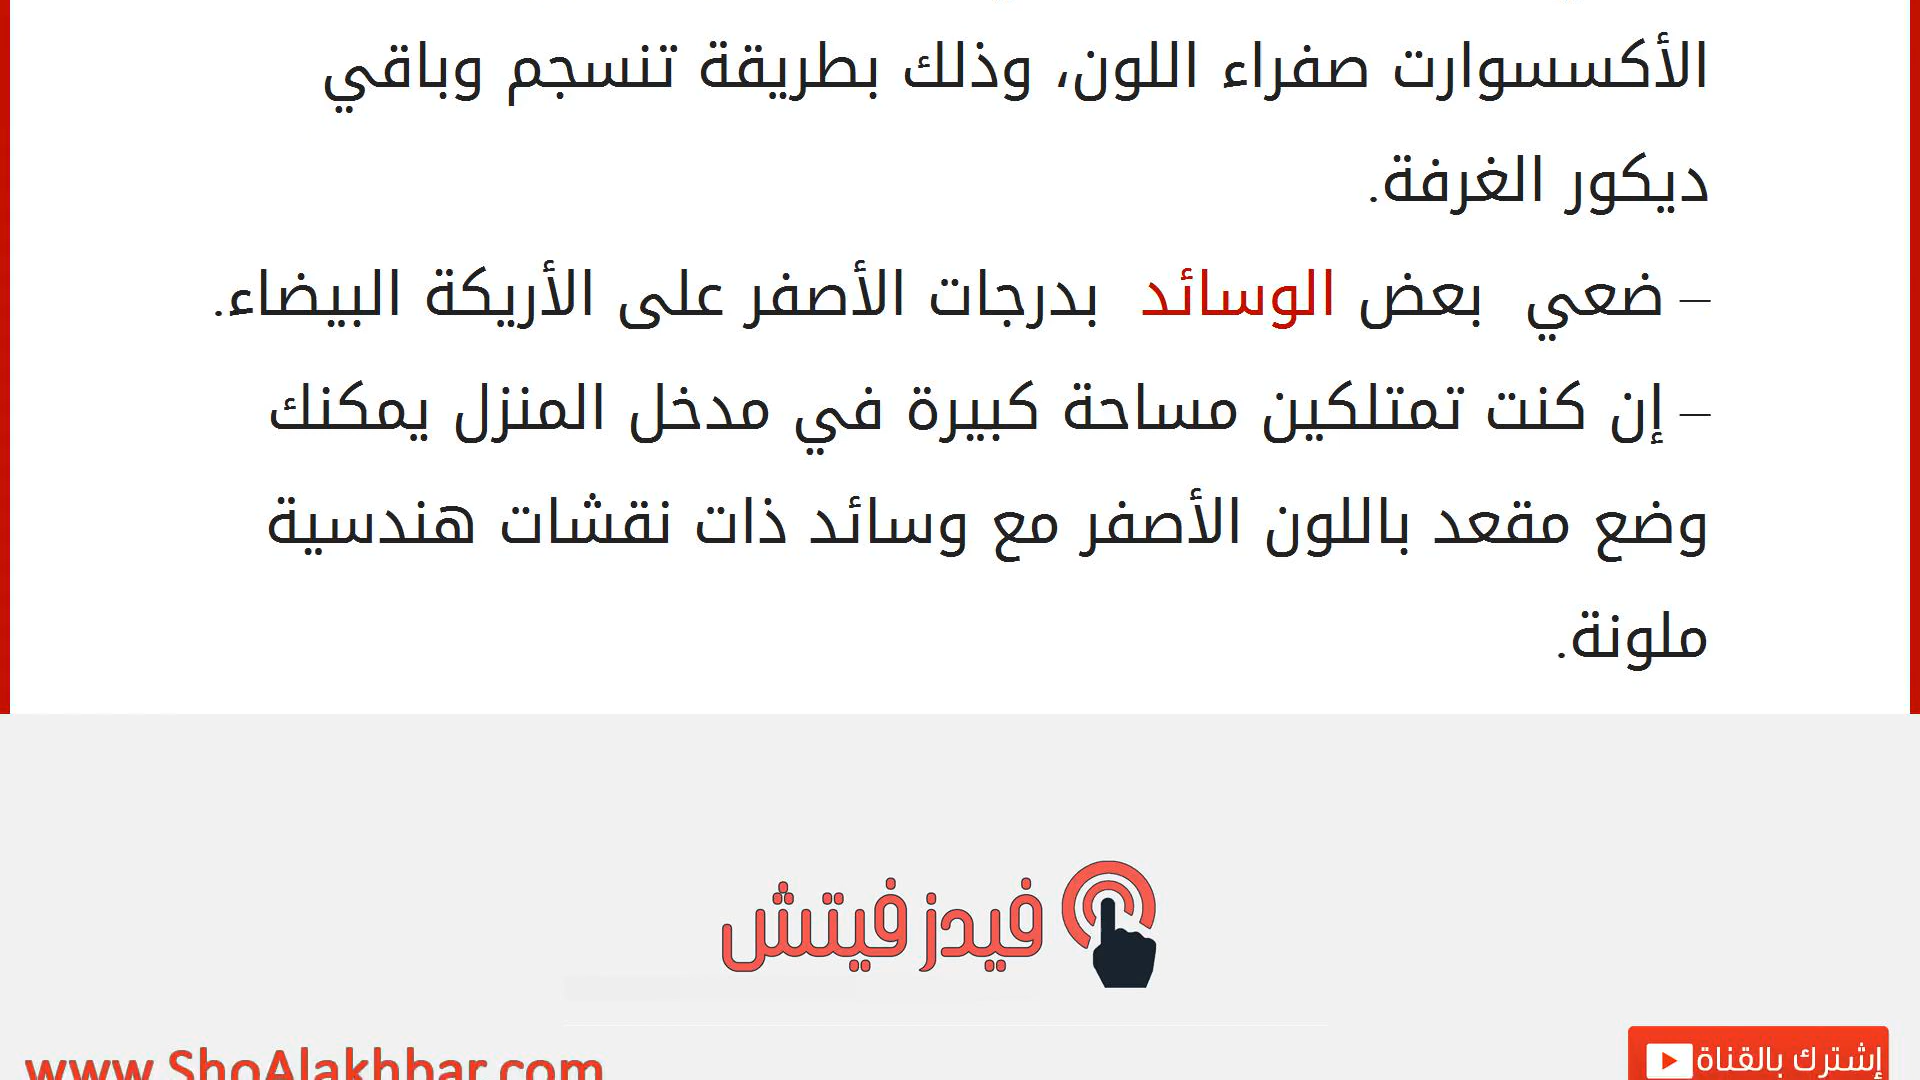 الأكسسوارت صفراء اللون، وذلك بطريقة تنسجم وباقي
ديكور الغرفة.
– ضعي بعض الوسائد بدرجات الأصفر على الأريكة البيضاء.
– إن كنت تمتلكين مساحة كبيرة في مدخل المنزل يمكنك
وضع مقعد باللون الأصفر مع وسائد ذات نقشات هندسية
ملونة.
فيدز فيتش
www.ShoAlakhbar.com
إشترك بالقناة